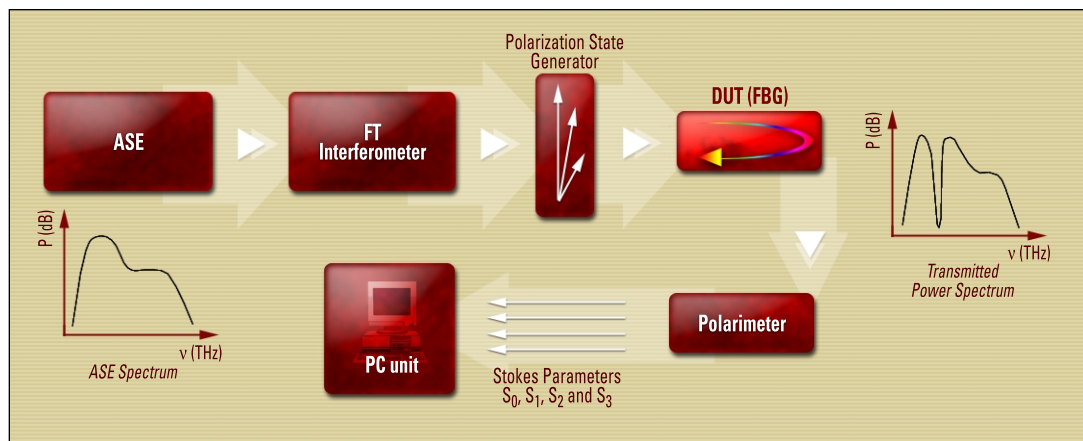 Polarization State
Generator
DUT (FBG)
ASE
FT
Interferometer
P (dB)
ν (THz)
Transmitted
Power Spectrum
P (dB)
ν (THz)
ASE Spectrum
PC unit
Polarimeter
Stokes Parameters
S₀, S₁, S₂ and S₃